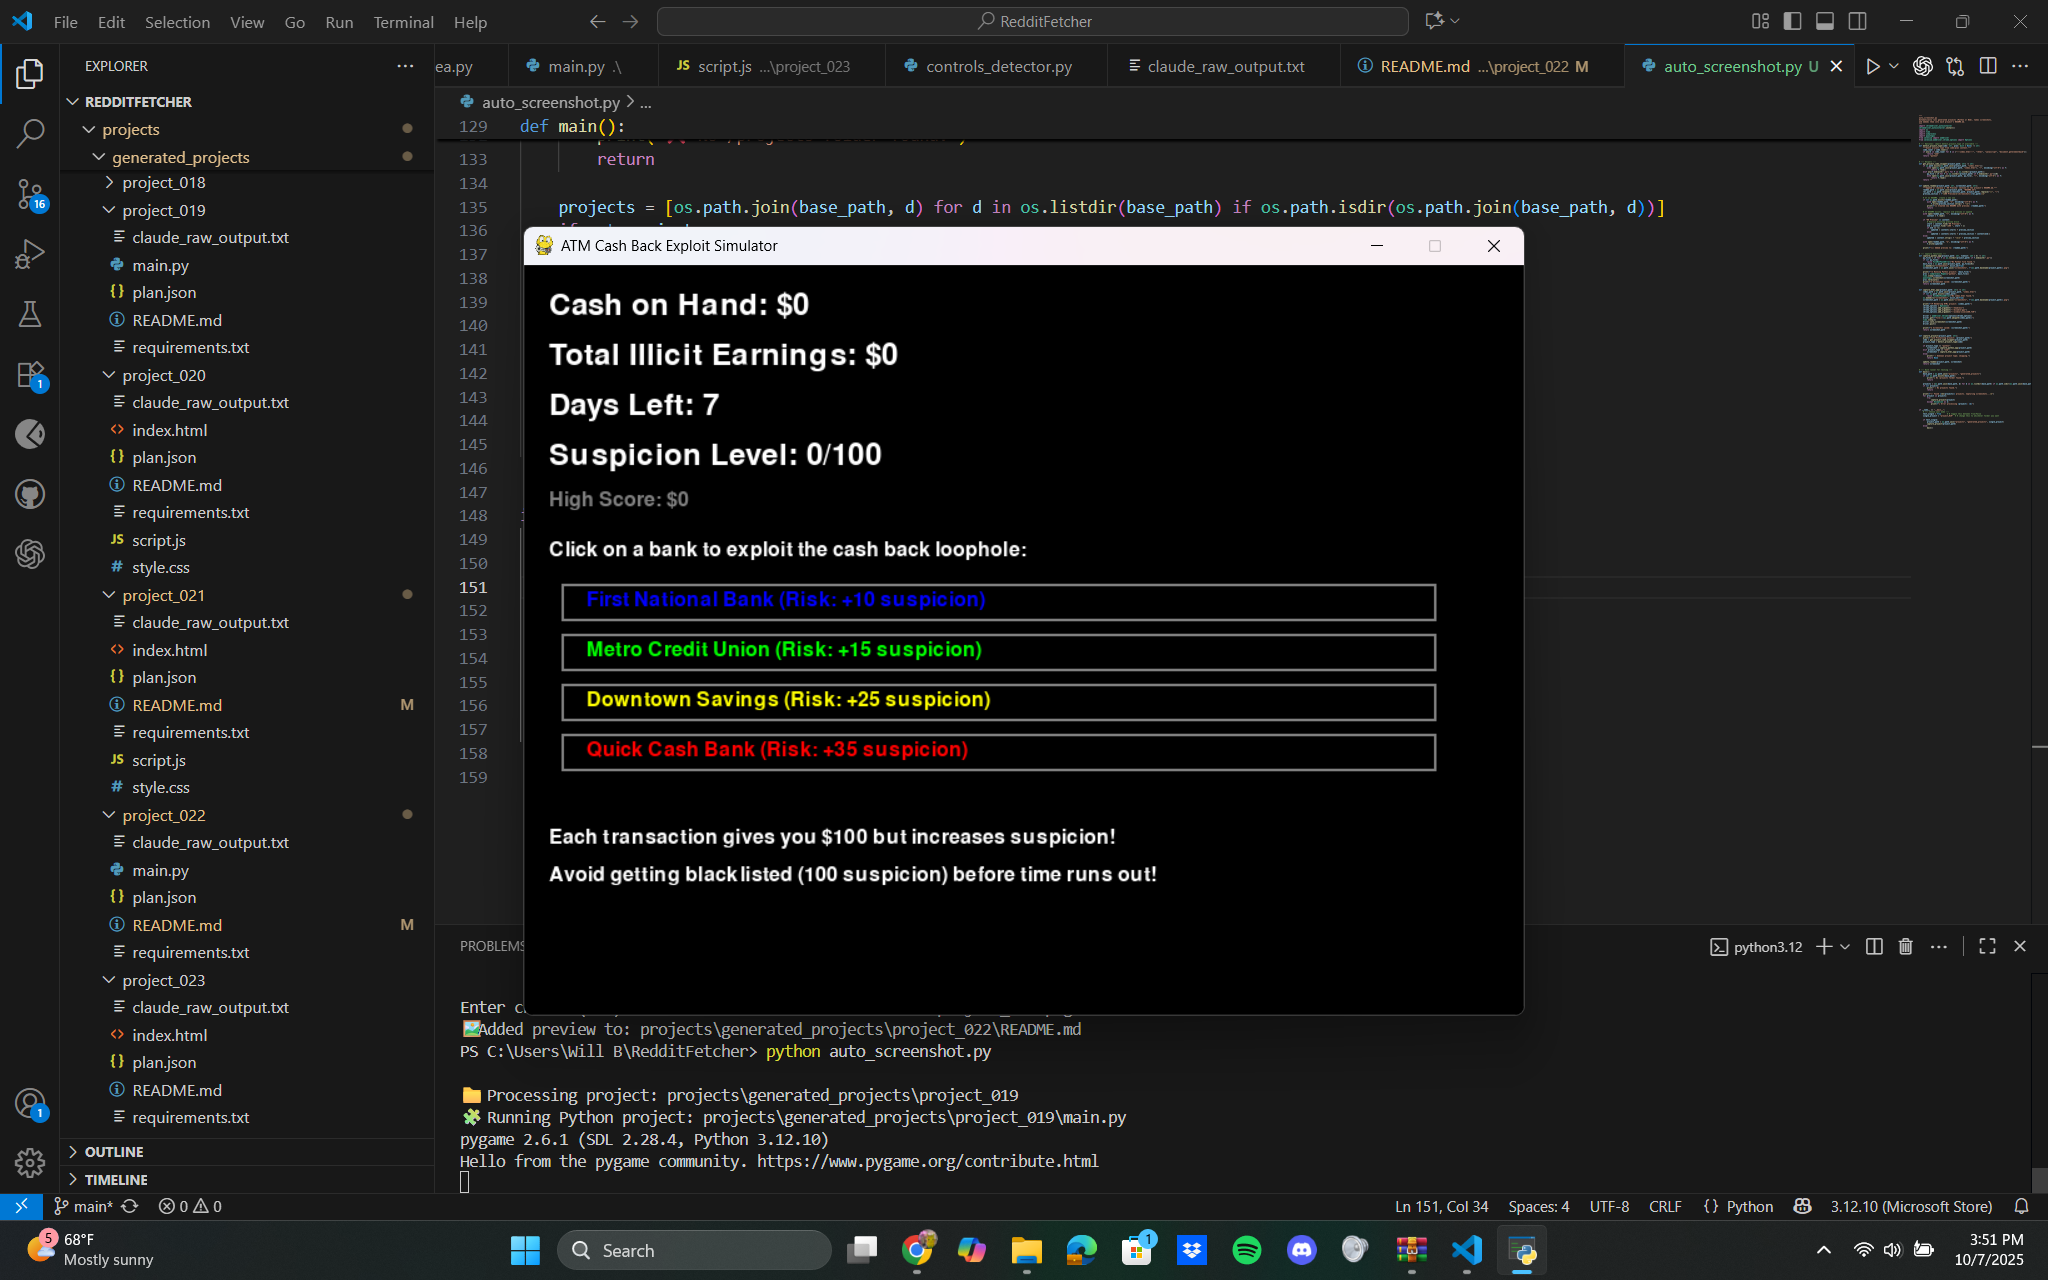 File Edit Selection View Go Run Terminal Help
RedditFetcher
EXPLORER
REDDITFETCHER
projects
generated_projects
project_018
project_019
claude_raw_output.txt
main.py
plan.json
README.md
requirements.txt
project_020
claude_raw_output.txt
index.html
plan.json
README.md
requirements.txt
script.js
style.css
project_021
claude_raw_output.txt
index.html
plan.json
README.md M
requirements.txt
script.js
style.css
project_022
claude_raw_output.txt
main.py
plan.json
README.md M
requirements.txt
project_023
claude_raw_output.txt
index.html
plan.json
README.md
requirements.txt
OUTLINE
TIMELINE
16
1
1
ea.py main.py .\ script.js ...\project_023 controls_detector.py claude_raw_output.txt README.md ...\project_022 M auto_screenshot.py U
auto_screenshot.py > ...
129 def main():
133 return
134
135 projects = [os.path.join(base_path, d) for d in os.listdir(base_path) if os.path.isdir(os.path.join(base_path, d))]
136
137
138
139
140
141
142
143
144
145
146
147
148
149
150
151
152
153
154
155
156
157
158
159
ATM Cash Back Exploit Simulator
Cash on Hand: $0
Total Illicit Earnings: $0
Days Left: 7
Suspicion Level: 0/100
High Score: $0
Click on a bank to exploit the cash back loophole:
First National Bank (Risk: +10 suspicion)
Metro Credit Union (Risk: +15 suspicion)
Downtown Savings (Risk: +25 suspicion)
Quick Cash Bank (Risk: +35 suspicion)
Each transaction gives you $100 but increases suspicion!
Avoid getting blacklisted (100 suspicion) before time runs out!
PROBLEMS
python3.12
Enter c
Added preview to: projects\generated_projects\project_022\README.md
PS C:\Users\Will B\RedditFetcher> python auto_screenshot.py
Processing project: projects\generated_projects\project_019
Running Python project: projects\generated_projects\project_019\main.py
pygame 2.6.1 (SDL 2.28.4, Python 3.12.10)
Hello from the pygame community. https://www.pygame.org/contribute.html
main* 0 0 Ln 151, Col 34 Spaces: 4 UTF-8 CRLF {} Python 3.12.10 (Microsoft Store)
5 68°F
Mostly sunny
Search
1
3:51 PM
10/7/2025